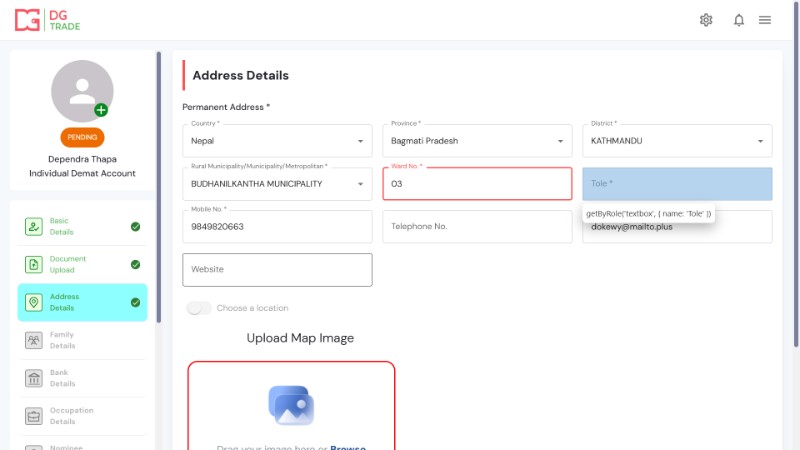 DG
TRADE
PENDING
Dependra Thapa
Individual Demat Account
Basic
Details
Document
Upload
Address
Details
Family
Details
Bank
Details
Occupation
Details
Nominee
Address Details
Permanent Address *
Country *
Nepal
Province *
Bagmati Pradesh
District *
KATHMANDU
Rural Municipality/Municipality/Metropolitan *
BUDHANILKANTHA MUNICIPALITY
Ward No. *
03
Tole *
getByRole('textbox', { name: 'Tole' })
Mobile No. *
9849820663
Telephone No.
dokewy@mailto.plus
Website
Choose a location
Upload Map Image
Drag your image here or Browse